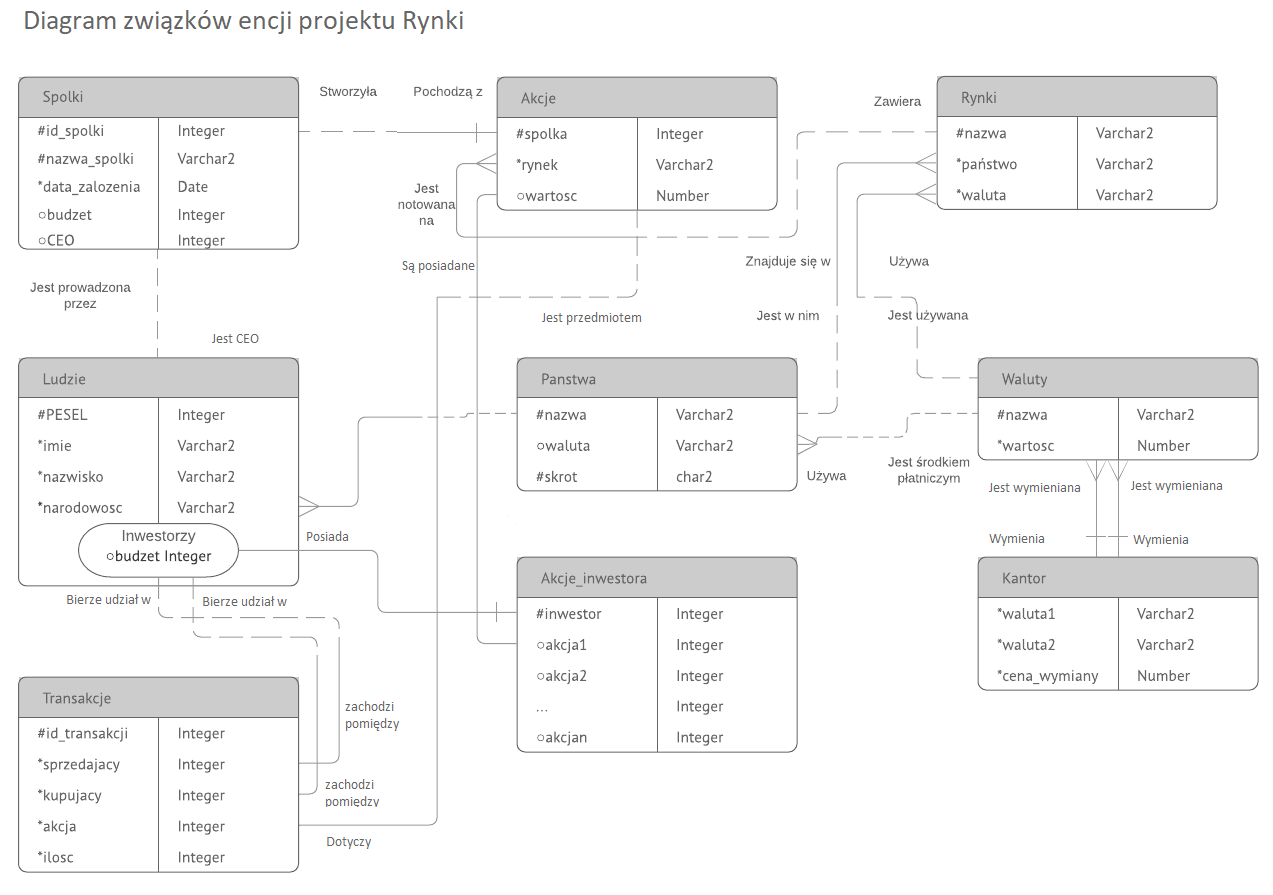 Diagram związków encji projektu Rynki
Spolki
#id_spolki Integer
#nazwa_spolki Varchar2
*data_zalozenia Date
○budget Integer
○CEO Integer
Stworzyła
Pochodzą z
Akcje
#spolka Integer
*rynek Varchar2
○wartosc Number
Zawiera
Rynki
#nazwa Varchar2
*państwo Varchar2
*waluta Varchar2
Jest
notowana
na
Są posiadane
Znajduje się w
Używa
Jest prowadzona
przez
Jest CEO
Jest przedmiotem
Jest w nim
Jest używana
Ludzie
#PESEL Integer
*imie Varchar2
*nazwisko Varchar2
*narodowosc Varchar2
Inwestorzy
○budzet Integer
Panstwa
#nazwa Varchar2
○waluta Varchar2
#skrot char2
Waluty
#nazwa Varchar2
*wartosc Number
Używa
Jest środkiem
płatniczym
Jest wymieniana
Jest wymieniana
Posiada
Wymienia
Wymienia
Bierze udział w
Bierze udział w
Akcje_inwestora
#inwestor Integer
○akcja1 Integer
○akcja2 Integer
... Integer
○akcjan Integer
Kantor
*waluta1 Varchar2
*waluta2 Varchar2
*cena_wymiany Number
Transakcje
#id_transakcji Integer
*sprzedajacy Integer
*kupujacy Integer
*akcja Integer
*ilosc Integer
zachodzi
pomiędzy
zachodzi
pomiędzy
Dotyczy